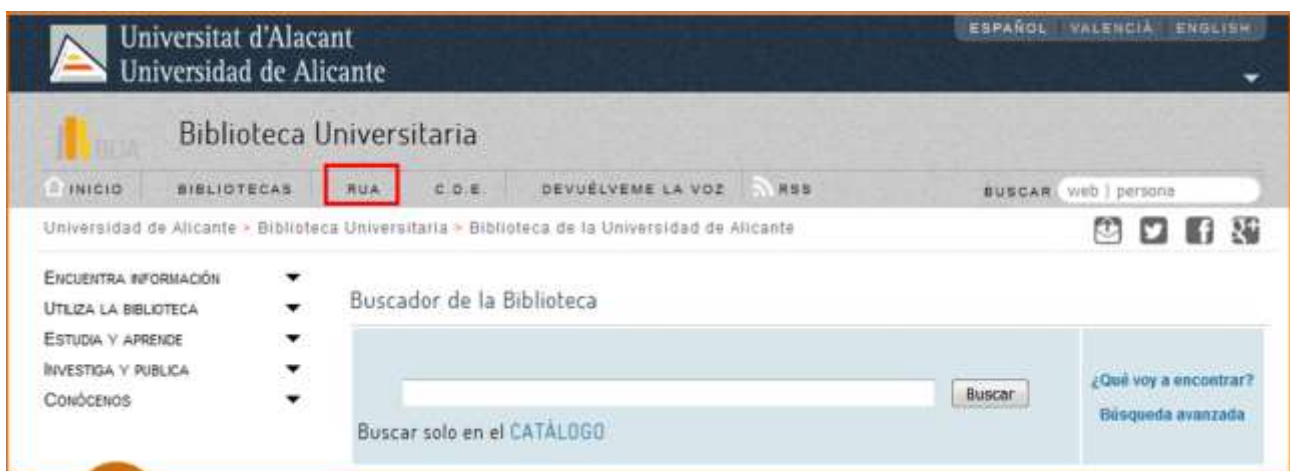 Universitat d'Alacant
Universidad de Alicante
ESPAÑOL VALENCIÀ ENGLISH
Biblioteca Universitaria
INICIO BIBLIOTECAS RUA C.D.E. DEVUÉLVEME LA VOZ RSS BUSCAR web | persona
Universidad de Alicante > Biblioteca Universitaria > Biblioteca de la Universidad de Alicante
ENCUENTRA INFORMACIÓN
UTILIZA LA BIBLIOTECA
ESTUDIA Y APRENDE
INVESTIGA Y PUBLICA
CONÓCENOS
Buscador de la Biblioteca
Buscar
Buscar solo en el CATÁLOGO
¿Qué voy a encontrar?
Búsqueda avanzada